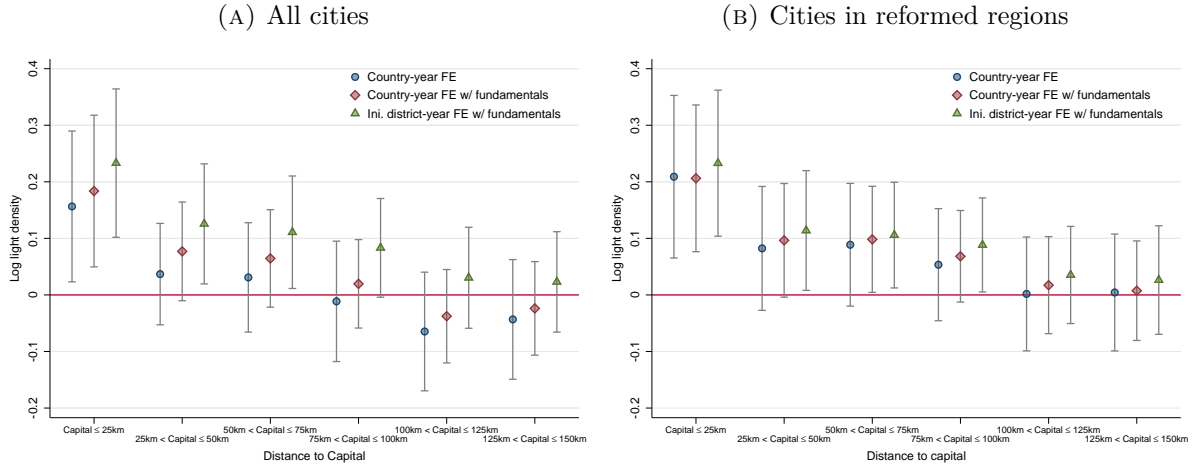 (A) All cities
0.4
0.3
0.2
0.1
0
-0.1
-0.2
Log light density
Country-year FE
Country-year FE w/ fundamentals
Ini. district-year FE w/ fundamentals
Capital ≤ 25km
25km < Capital ≤ 50km
50km < Capital ≤ 75km
75km < Capital ≤ 100km
100km < Capital ≤ 125km
125km < Capital ≤ 150km
Distance to Capital
(B) Cities in reformed regions
0.4
0.3
0.2
0.1
0
-0.1
-0.2
Log light density
Country-year FE
Country-year FE w/ fundamentals
Ini. district-year FE w/ fundamentals
Capital ≤ 25km
25km < Capital ≤ 50km
50km < Capital ≤ 75km
75km < Capital ≤ 100km
100km < Capital ≤ 125km
125km < Capital ≤ 150km
Distance to capital